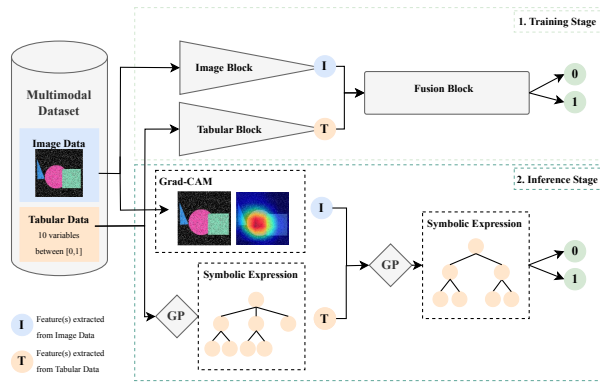 1. Training Stage
Multimodal
Dataset
Image Data
Tabular Data
10 variables
between [0,1]
Image Block
I
Tabular Block
T
Fusion Block
0
1
2. Inference Stage
Grad-CAM
I
GP
Symbolic Expression
T
GP
Symbolic Expression
0
1
I
Feature(s) extracted
from Image Data
T
Feature(s) extracted
from Tabular Data